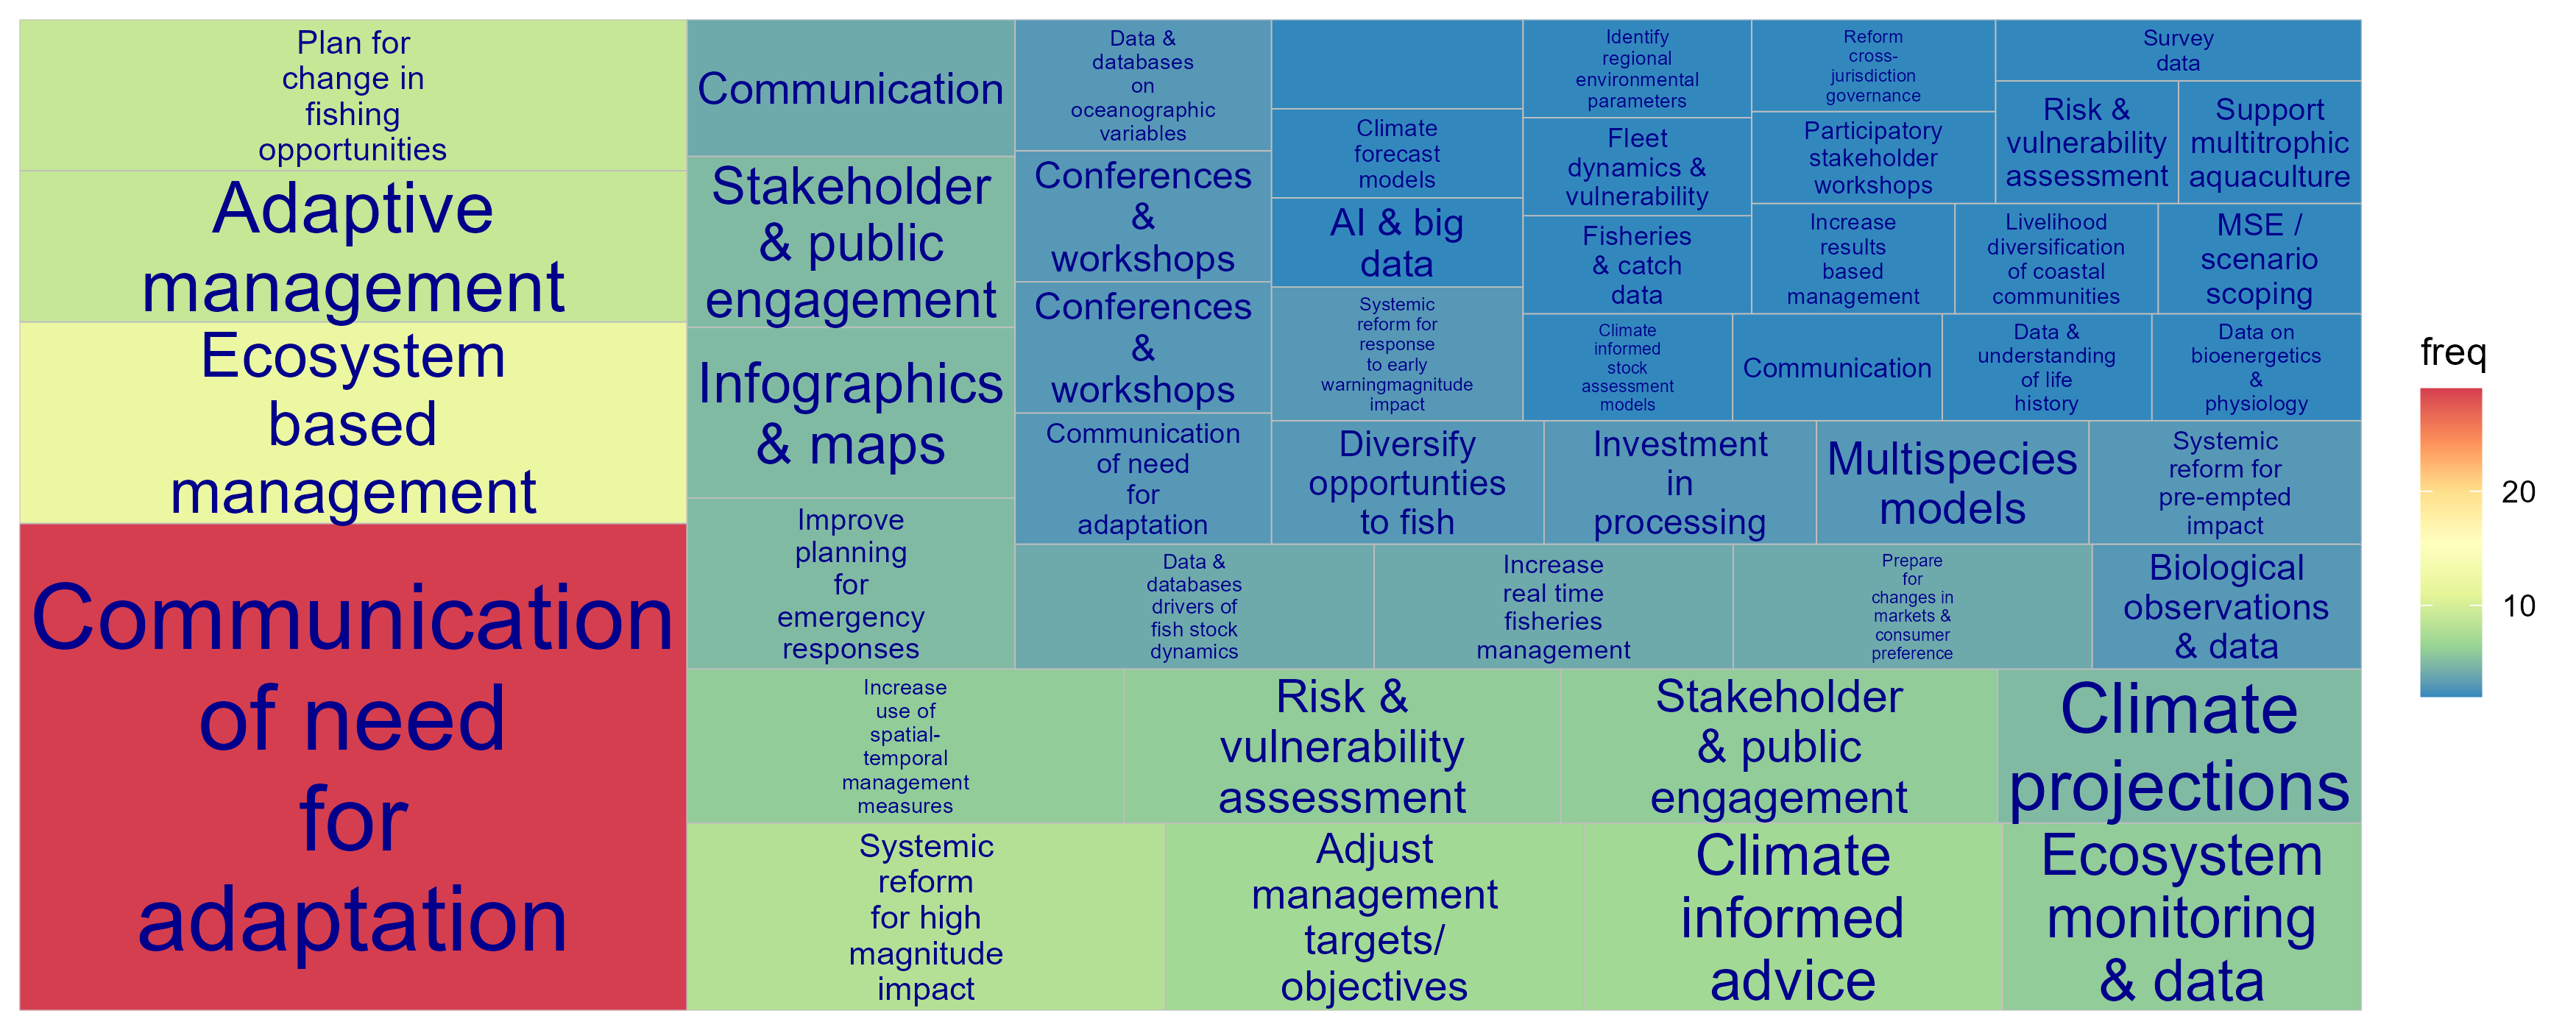 Plan for
change in
fishing
opportunities
Adaptive
management
Ecosystem
based
management
Communication
of need
for
adaptation
Communication
Stakeholder
& public
engagement
Infographics
& maps
Improve
planning
for
emergency
responses
Data &
databases
on
oceanographic
variables
Conferences
&
workshops
Conferences
&
workshops
Communication
of need
for
adaptation
Climate
forecast
models
AI & big
data
Systemic
reform for
response
to early
warningmagnitude
impact
Identify
regional
environmental
parameters
Fleet
dynamics &
vulnerability
Fisheries
& catch
data
Reform
cross-
jurisdiction
governance
Participatory
stakeholder
workshops
Survey
data
Risk &
vulnerability
assessment
Support
multitrophic
aquaculture
Increase
results
based
management
Livelihood
diversification
of coastal
communities
MSE /
scenario
scoping
Climate
informed
stock
assessment
models
Communication
Data &
understanding
of life
history
Data on
bioenergetics
&
physiology
Diversify
opportunties
to fish
Investment
in
processing
Multispecies
models
Systemic
reform for
pre-empted
impact
Data &
databases
drivers of
fish stock
dynamics
Increase
real time
fisheries
management
Prepare
for
changes in
markets &
consumer
preference
Biological
observations
& data
Increase
use of
spatial-
temporal
management
measures
Risk &
vulnerability
assessment
Stakeholder
& public
engagement
Climate
projections
Systemic
reform
for high
magnitude
impact
Adjust
management
targets/
objectives
Climate
informed
advice
Ecosystem
monitoring
& data
freq
20
10